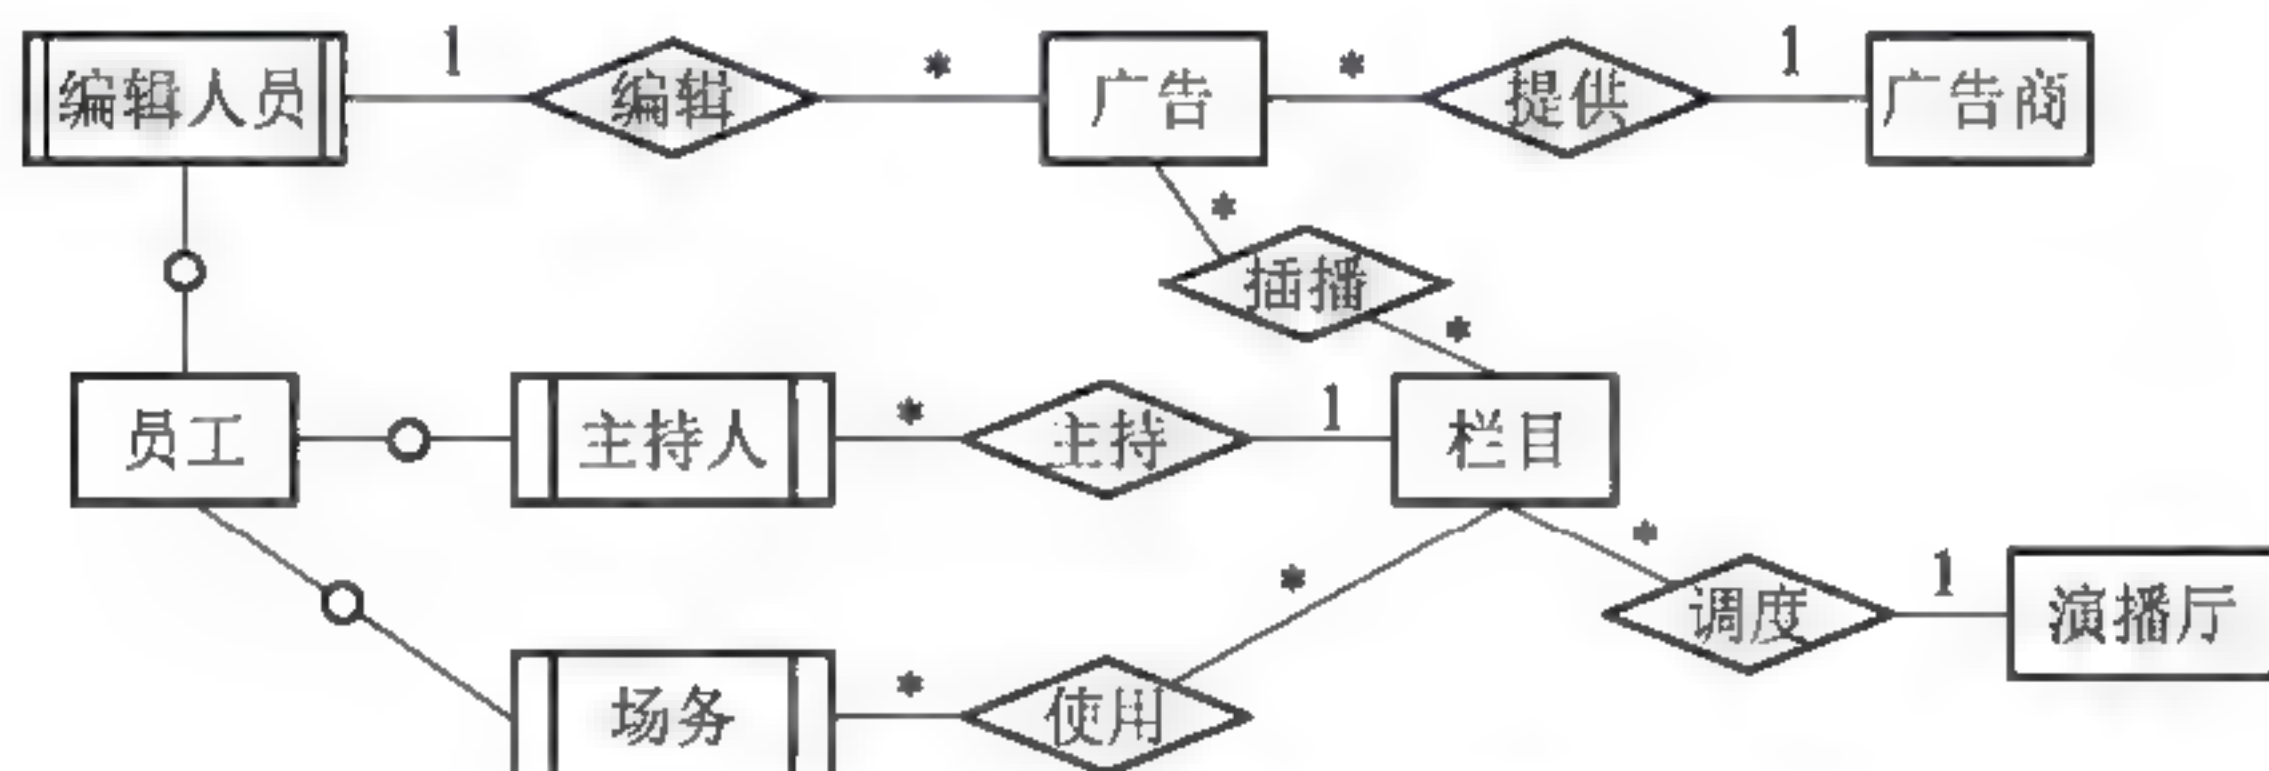 编辑人员 1 编辑 * 广告 * 提供 1 广告商
*
插播
*
员工 主持人 * 主持 1 栏目
*
* 调度 1 演播厅
场务 * 使用